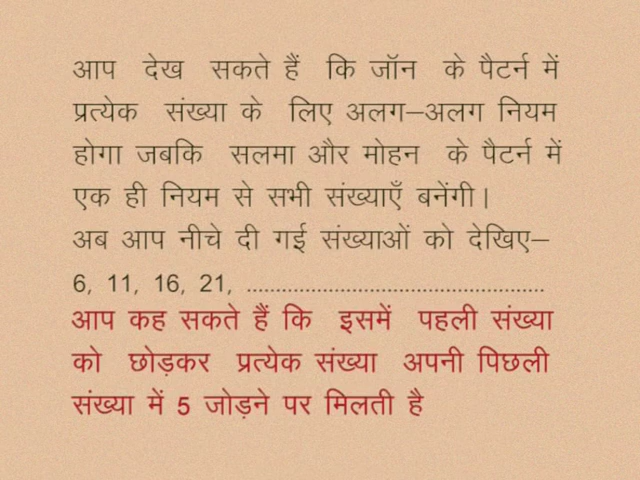 आप देख सकते हैं कि जॉन के पैटर्न में
प्रत्येक संख्या के लिए अलग–अलग नियम
होगा जबकि सलमा और मोहन के पैटर्न में
एक ही नियम से सभी संख्याएँ बनेंगी।
अब आप नीचे दी गई संख्याओं को देखिए–
6, 11, 16, 21, ..................................................
आप कह सकते हैं कि इसमें पहली संख्या
को छोड़कर प्रत्येक संख्या अपनी पिछली
संख्या में 5 जोड़ने पर मिलती है